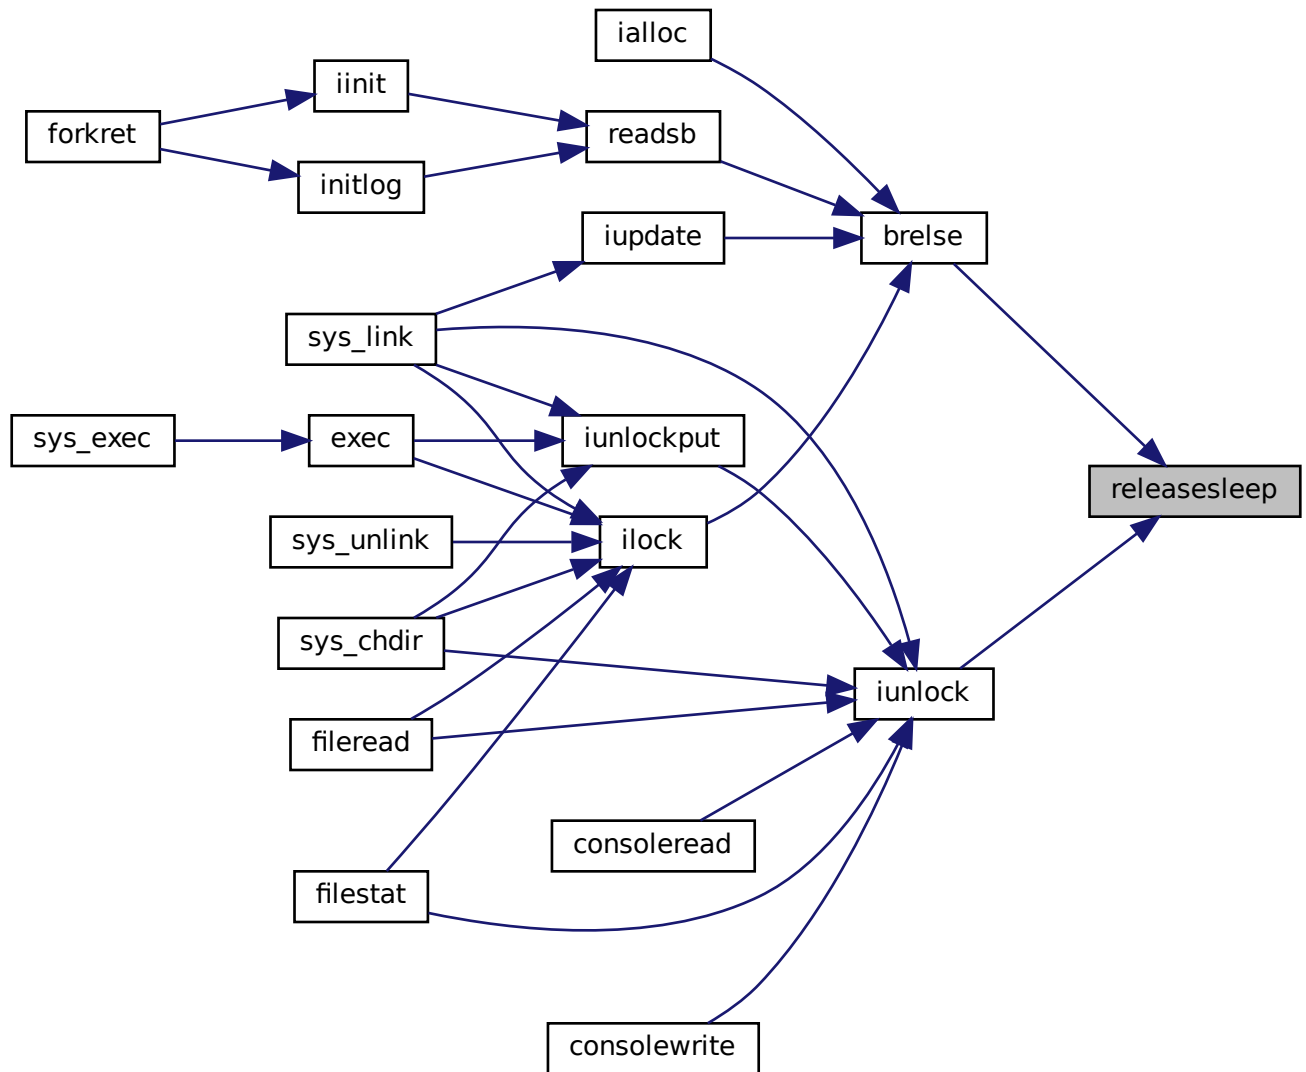 ialloc
iinit
forkret
readsb
initlog
iupdate
brelse
sys_link
sys_exec
exec
iunlockput
releasesleep
sys_unlink
ilock
sys_chdir
iunlock
fileread
consoleread
filestat
consolewrite